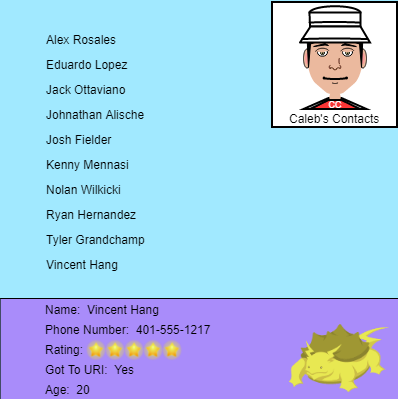 Alex Rosales
Eduardo Lopez
Jack Ottaviano
Johnathan Alische
Josh Fielder
Kenny Mennasi
Nolan Wilkicki
Ryan Hernandez
Tyler Grandchamp
Vincent Hang
CC
Caleb's Contacts
Name: Vincent Hang
Phone Number: 401-555-1217
Rating:
Got To URI: Yes
Age: 20